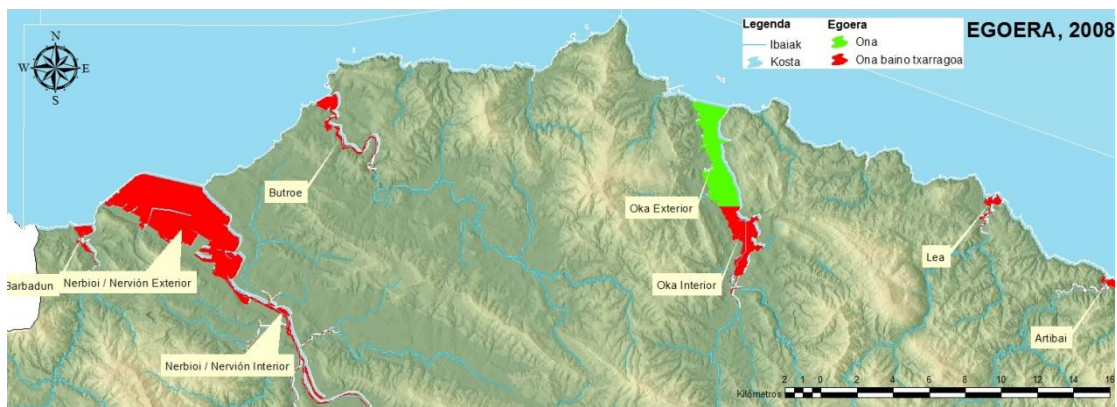 EGOERA, 2008
Legenda
Ibaiak
Kosta
Egoera
Ona
Ona baino txarragoa
N
W E
S
Butroe
Oka Exterior
Barbadun
Nerbioi / Nervión Exterior
Lea
Oka Interior
Artibai
Nerbioi / Nervión Interior
2 1 0 2 4 6 8 10 12 14 16
Kilómetros